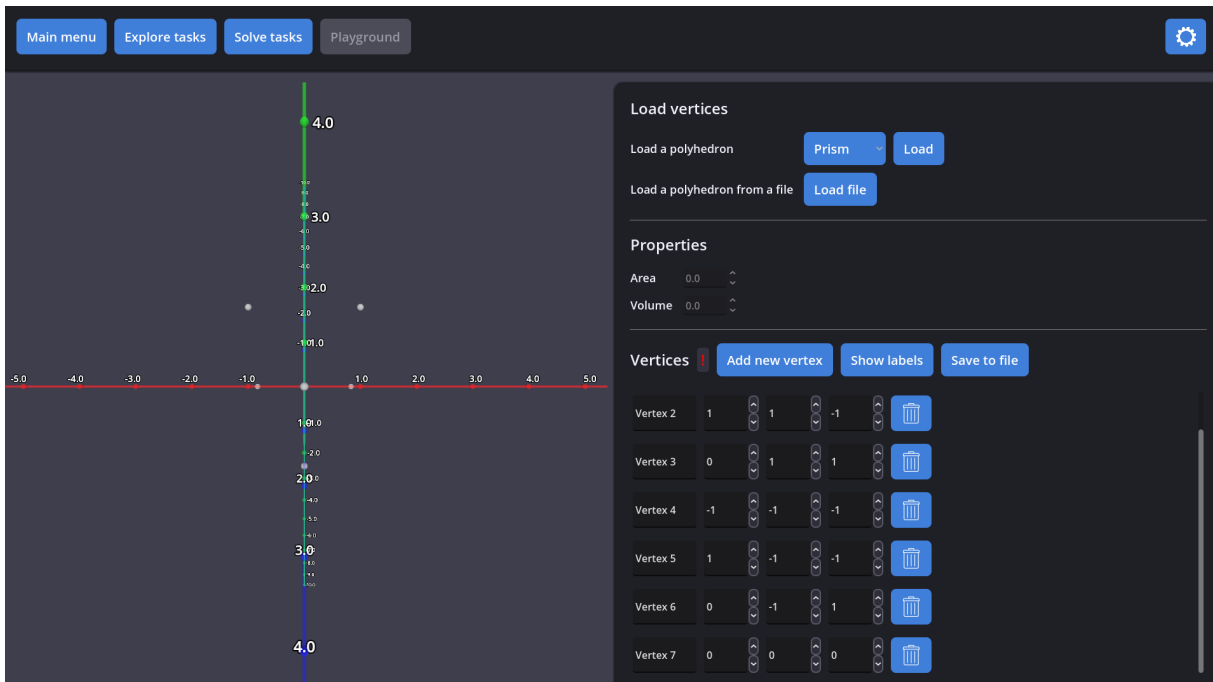 Main menu Explore tasks Solve tasks Playground
Load vertices
Load a polyhedron Prism Load
Load a polyhedron from a file Load file
Properties
Area 0.0
Volume 0.0
Vertices ! Add new vertex Show labels Save to file
Vertex 2 1 1 -1
Vertex 3 0 1 1
Vertex 4 -1 -1 -1
Vertex 5 1 -1 -1
Vertex 6 0 -1 1
Vertex 7 0 0 0
4.0
3.0
2.0
1.0
-5.0 -4.0 -3.0 -2.0 -1.0 1.0 2.0 3.0 4.0 5.0
2.0
3.0
4.0